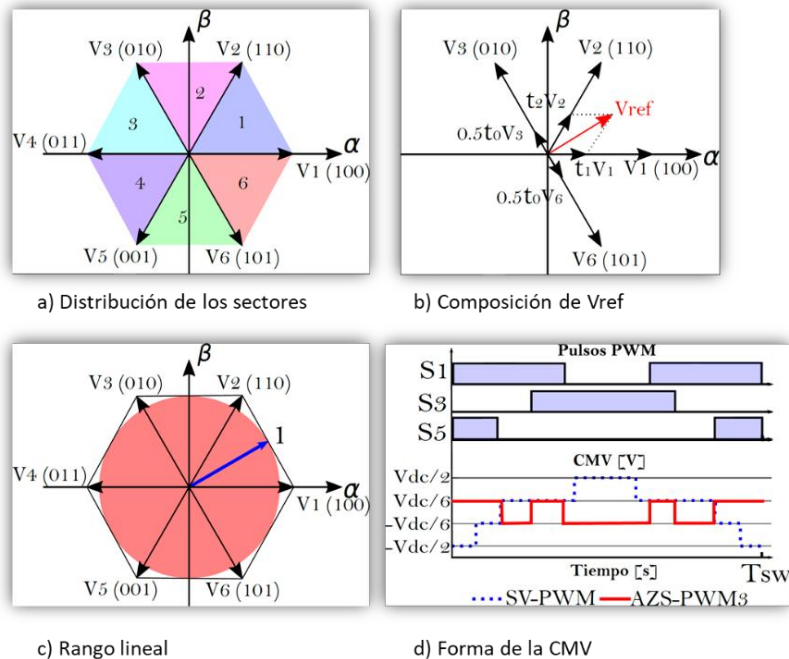 β
V3 (010)
V2 (110)
2
3
1
V4 (011)
α
V1 (100)
4
6
5
V5 (001)
V6 (101)
a) Distribución de los sectores
β
V3 (010)
V2 (110)
t2V2
Vref
0.5t0V3
α
t1V1
V1 (100)
0.5t0V6
V6 (101)
b) Composición de Vref
β
V3 (010)
V2 (110)
1
V4 (011)
α
V1 (100)
V5 (001)
V6 (101)
c) Rango lineal
Pulsos PWM
S1
S3
S5
CMV [V]
Vdc/2
Vdc/6
-Vdc/6
-Vdc/2
Tiempo [s]
Tsw
SV-PWM
AZS-PWM3
d) Forma de la CMV